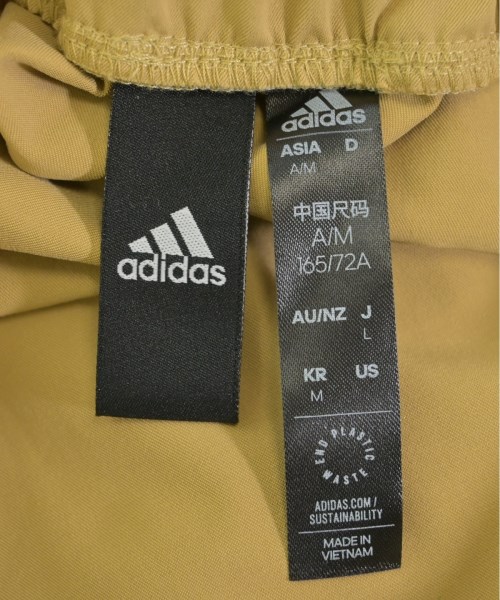 adidas
adidas
ASIA D
A/M
中国尺码
A/M
165/72A
AU/NZ J
L
KR US
M
END PLASTIC WASTE
ADIDAS.COM/
SUSTAINABILITY
MADE IN
VIETNAM